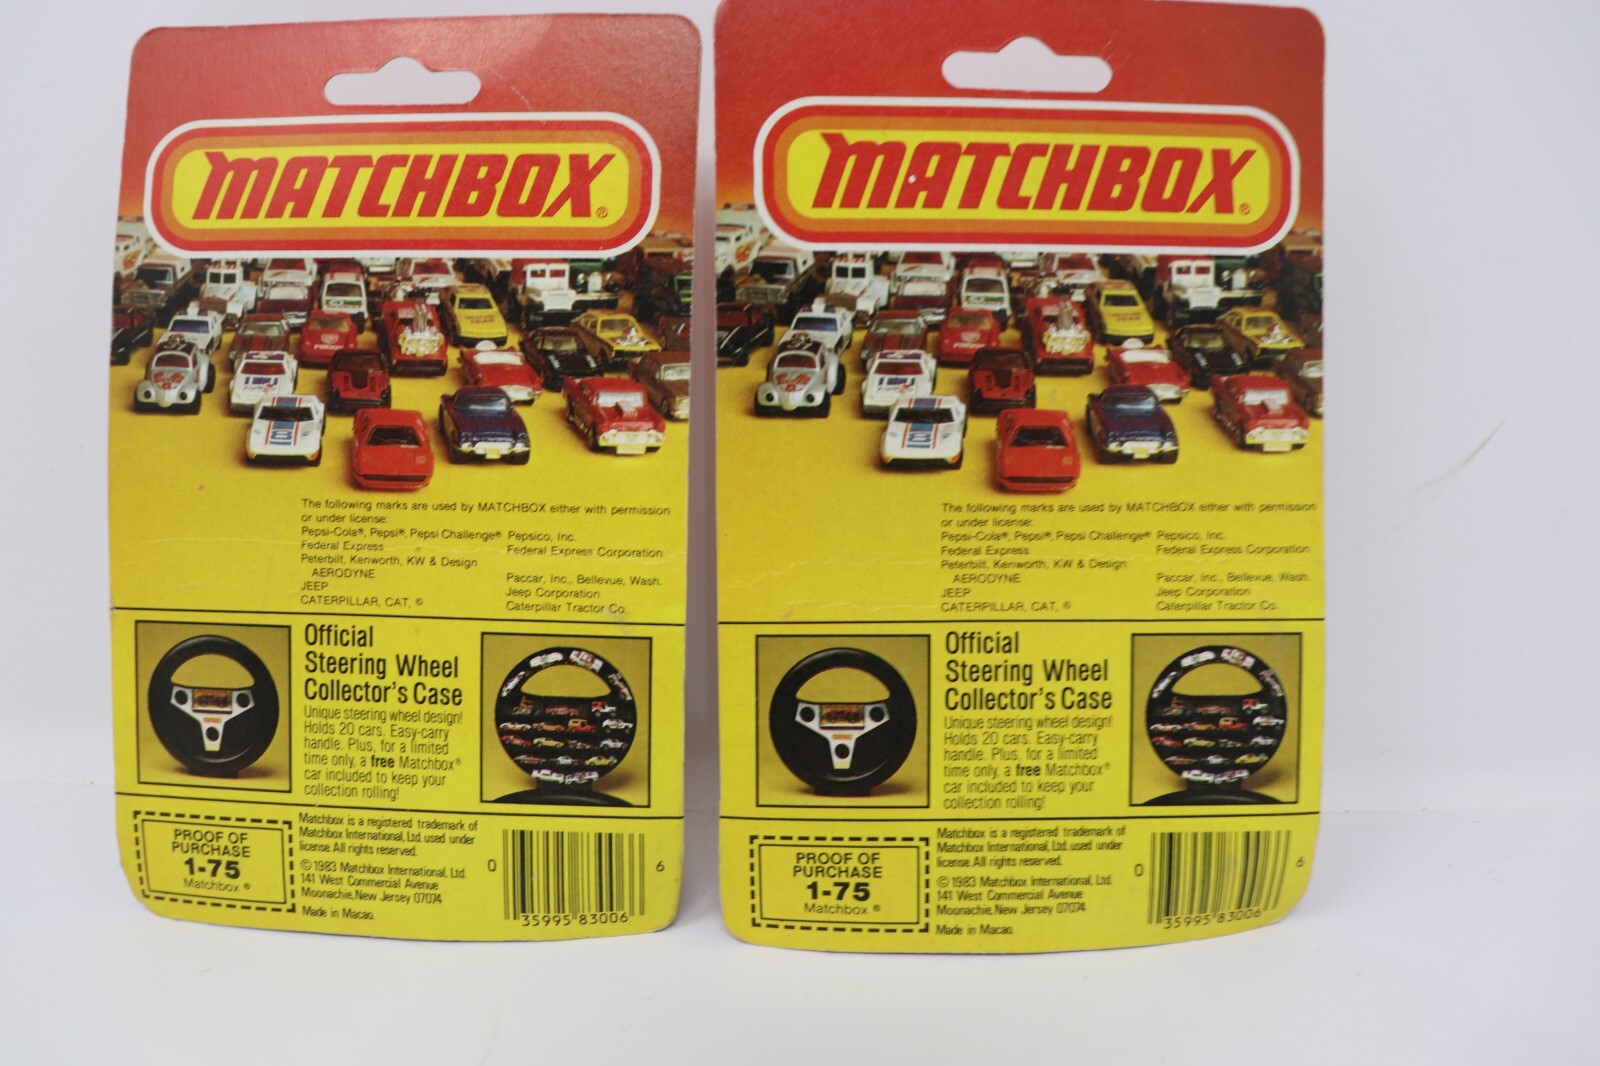 MATCHBOX®
The following marks are used by MATCHBOX either with permission
or under license:
Pepsi-Cola®, Pepsi®, Pepsi Challenge® Pepsico, Inc.
Federal Express Federal Express Corporation
Peterbilt, Kenworth, KW & Design
AERODYNE Paccar, Inc., Bellevue, Wash.
JEEP Jeep Corporation
CATERPILLAR, CAT, © Caterpillar Tractor Co.
Official
Steering Wheel
Collector's Case
Unique steering wheel design!
Holds 20 cars. Easy-carry
handle. Plus, for a limited
time only, a free Matchbox®
car included to keep your
collection rolling!
PROOF OF
PURCHASE
1-75
Matchbox ®
Matchbox is a registered trademark of
Matchbox International, Ltd. used under
license. All rights reserved.
© 1983 Matchbox International, Ltd.
141 West Commercial Avenue
Moonachie, New Jersey 07074
Made in Macao.
0 35995 83006 6
MATCHBOX®
The following marks are used by MATCHBOX either with permission
or under license:
Pepsi-Cola®, Pepsi®, Pepsi Challenge® Pepsico, Inc.
Federal Express Federal Express Corporation
Peterbilt, Kenworth, KW & Design
AERODYNE Paccar, Inc., Bellevue, Wash.
JEEP Jeep Corporation
CATERPILLAR, CAT, © Caterpillar Tractor Co.
Official
Steering Wheel
Collector's Case
Unique steering wheel design!
Holds 20 cars. Easy-carry
handle. Plus, for a limited
time only, a free Matchbox®
car included to keep your
collection rolling!
PROOF OF
PURCHASE
1-75
Matchbox ®
Matchbox is a registered trademark of
Matchbox International, Ltd. used under
license. All rights reserved.
© 1983 Matchbox International, Ltd.
141 West Commercial Avenue
Moonachie, New Jersey 07074
Made in Macao.
0 35995 83006 6